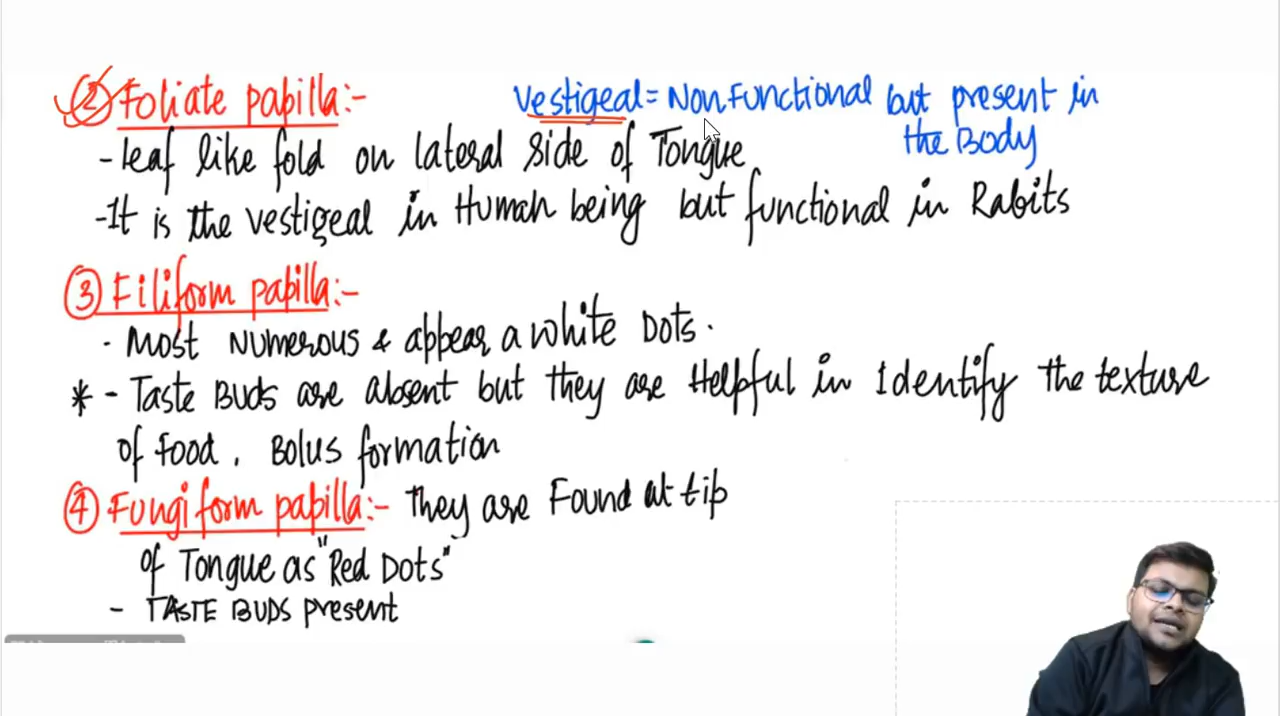 ② Foliate papilla:-
Vestigeal = Non Functional but present in
the Body
- leaf like fold on lateral side of Tongue
- It is the vestigeal in Human being but functional in Rabits
③ Filiform papilla:-
- Most Numerous & appear a white Dots.
* - Taste Buds are absent but they are Helpful in Identify the texture
of food, Bolus formation
④ Fungiform papilla:- They are Found at tip
of Tongue as "Red Dots"
- TASTE BUDS present